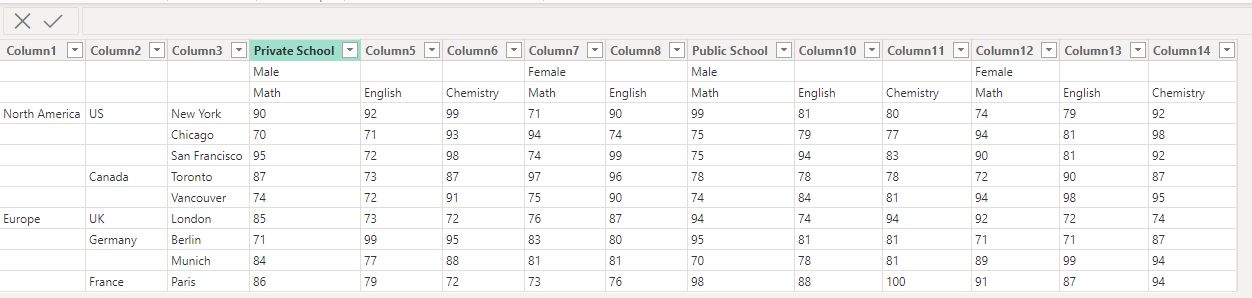 Column1 Column2 Column3 Private School Column5 Column6 Column7 Column8 Public School Column10 Column11 Column12 Column13 Column14
Male Female Male Female
Math English Chemistry Math English Math English Chemistry Math English Chemistry
North America US New York 90 92 99 71 90 99 81 80 74 79 92
Chicago 70 71 93 94 74 75 79 77 94 81 98
San Francisco 95 72 98 74 99 75 94 83 90 81 92
Canada Toronto 87 73 87 97 96 78 78 78 72 90 87
Vancouver 74 72 91 75 90 74 84 81 94 98 95
Europe UK London 85 73 72 76 87 94 74 94 92 72 74
Germany Berlin 71 99 95 83 80 95 81 81 71 71 87
Munich 84 77 88 81 81 70 78 81 89 99 94
France Paris 86 79 72 73 76 98 88 100 91 87 94